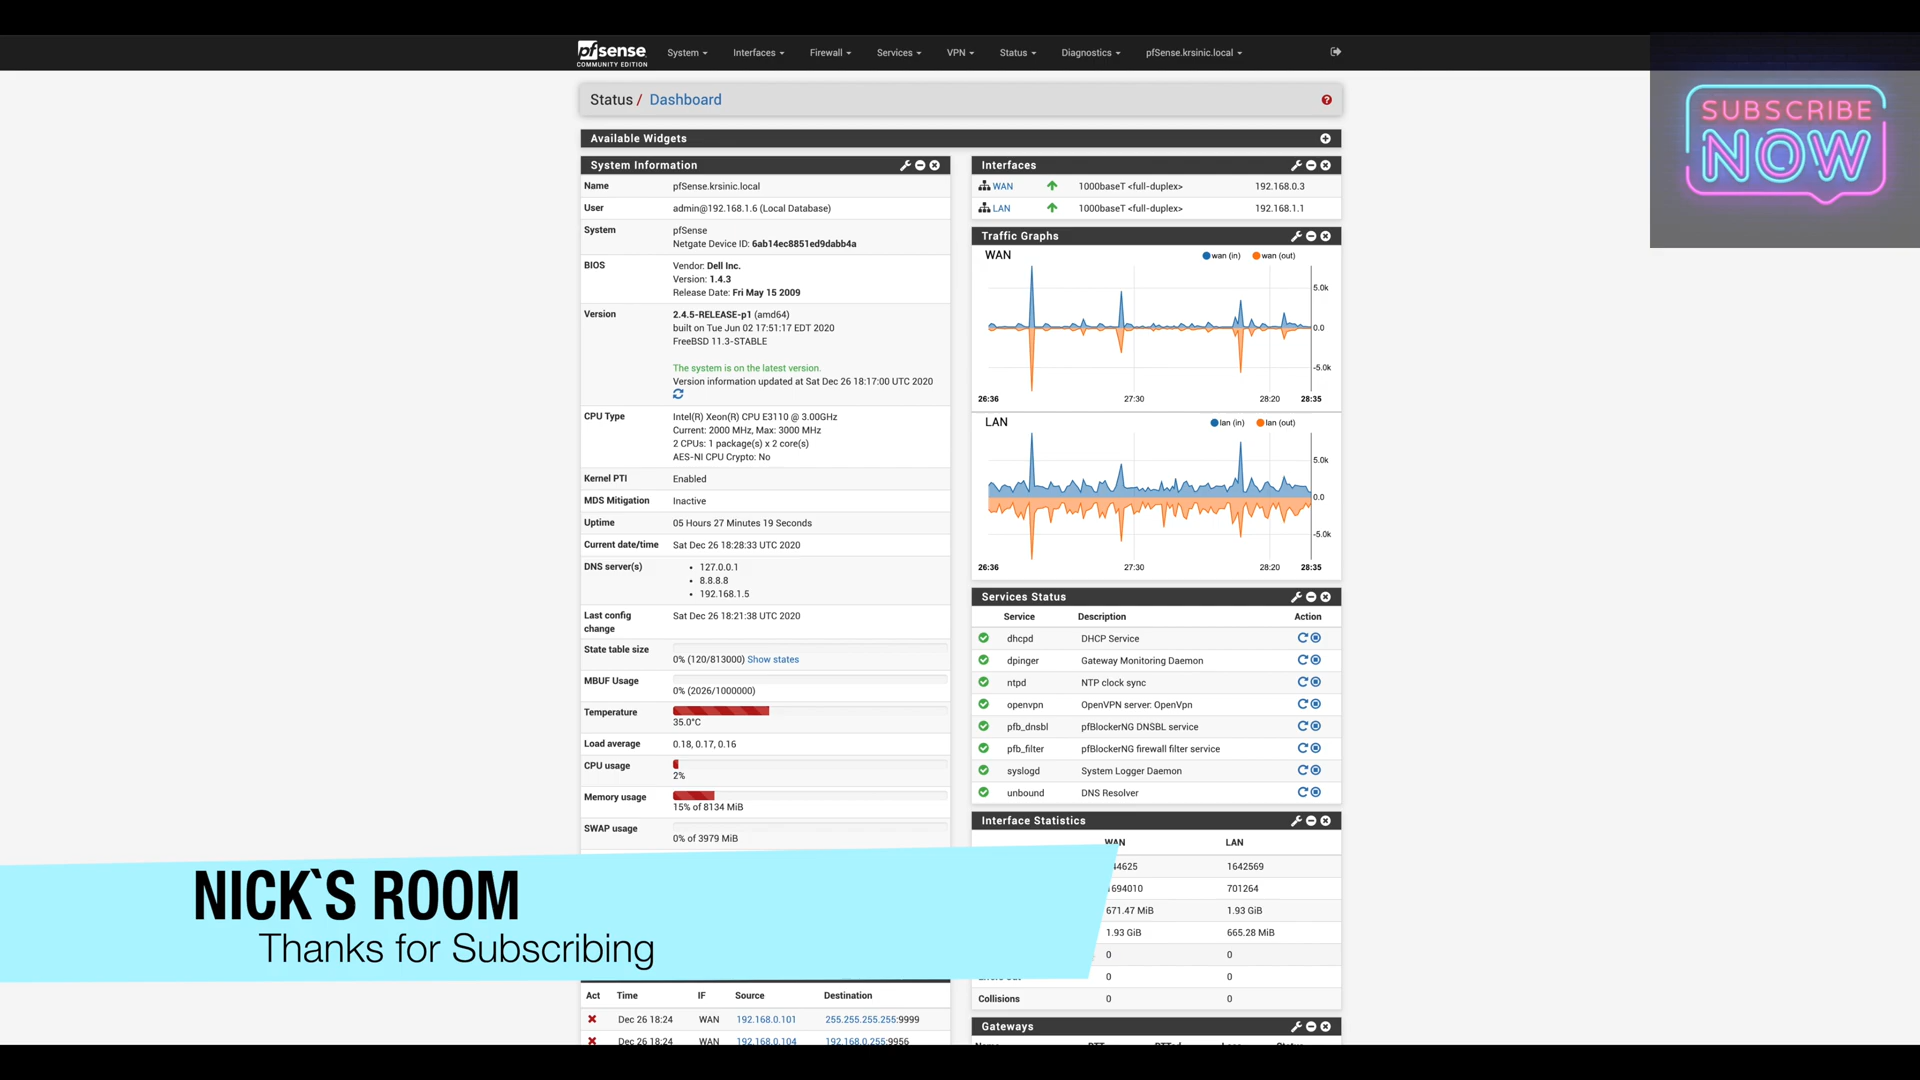 pfsense
COMMUNITY EDITION
System
Interfaces
Firewall
Services
VPN
Status
Diagnostics
pfSense.krsinic.local
SUBSCRIBE
NOW
Status / Dashboard
Available Widgets
System Information
Name pfSense.krsinic.local
User admin@192.168.1.6 (Local Database)
System pfSense
Netgate Device ID: 6ab14ec8851ed9dabb4a
BIOS Vendor: Dell Inc.
Version: 1.4.3
Release Date: Fri May 15 2009
Version 2.4.5-RELEASE-p1 (amd64)
built on Tue Jun 02 17:51:17 EDT 2020
FreeBSD 11.3-STABLE
The system is on the latest version.
Version information updated at Sat Dec 26 18:17:00 UTC 2020
CPU Type Intel(R) Xeon(R) CPU E3110 @ 3.00GHz
Current: 2000 MHz, Max: 3000 MHz
2 CPUs: 1 package(s) x 2 core(s)
AES-NI CPU Crypto: No
Kernel PTI Enabled
MDS Mitigation Inactive
Uptime 05 Hours 27 Minutes 19 Seconds
Current date/time Sat Dec 26 18:28:33 UTC 2020
DNS server(s) • 127.0.0.1
• 8.8.8.8
• 192.168.1.5
Last config change Sat Dec 26 18:21:38 UTC 2020
State table size 0% (120/813000) Show states
MBUF Usage 0% (2026/1000000)
Temperature 35.0°C
Load average 0.18, 0.17, 0.16
CPU usage 2%
Memory usage 15% of 8134 MiB
SWAP usage 0% of 3979 MiB
NICK`S ROOM
Thanks for Subscribing
Act Time IF Source Destination
Dec 26 18:24 WAN 192.168.0.101 255.255.255.255:9999
Dec 26 18:24 WAN 192.168.0.104 192.168.0.255:9956
Interfaces
WAN 1000baseT <full-duplex> 192.168.0.3
LAN 1000baseT <full-duplex> 192.168.1.1
Traffic Graphs
WAN wan (in) wan (out)
5.0k
0.0
-5.0k
26:36 27:30 28:20 28:35
LAN lan (in) lan (out)
5.0k
0.0
-5.0k
26:36 27:30 28:20 28:35
Services Status
Service Description Action
dhcpd DHCP Service
dpinger Gateway Monitoring Daemon
ntpd NTP clock sync
openvpn OpenVPN server: OpenVpn
pfb_dnsbl pfBlockerNG DNSBL service
pfb_filter pfBlockerNG firewall filter service
syslogd System Logger Daemon
unbound DNS Resolver
Interface Statistics
WAN LAN
1642569
701264
671.47 MiB 1.93 GiB
1.93 GiB 665.28 MiB
0 0
0 0
Collisions 0 0
Gateways